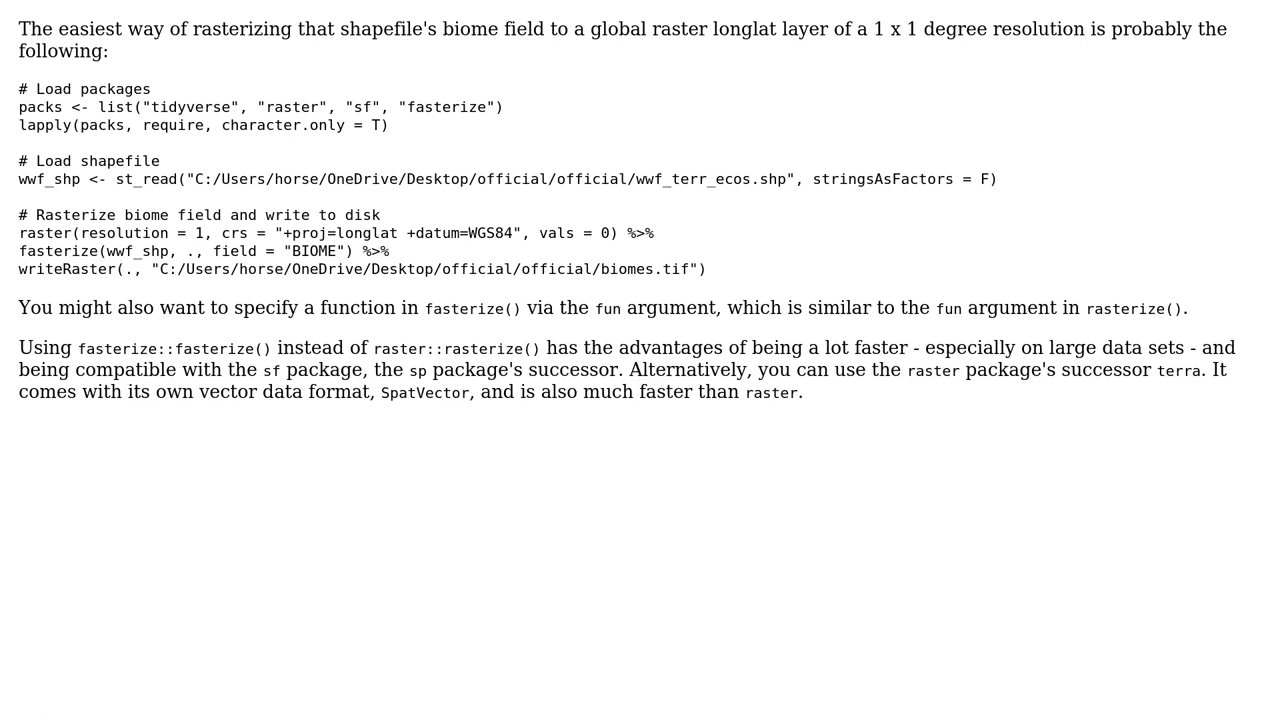 The easiest way of rasterizing that shapefile's biome field to a global raster longlat layer of a 1 x 1 degree resolution is probably the
following:
# Load packages
packs <- list("tidyverse", "raster", "sf", "fasterize")
lapply(packs, require, character.only = T)
# Load shapefile
wwf_shp <- st_read("C:/Users/horse/OneDrive/Desktop/official/official/wwf_terr_ecos.shp", stringsAsFactors = F)
# Rasterize biome field and write to disk
raster(resolution = 1, crs = "+proj=longlat +datum=WGS84", vals = 0) %>%
fasterize(wwf_shp, ., field = "BIOME") %>%
writeRaster(., "C:/Users/horse/OneDrive/Desktop/official/official/biomes.tif")
You might also want to specify a function in fasterize() via the fun argument, which is similar to the fun argument in rasterize().
Using fasterize::fasterize() instead of raster::rasterize() has the advantages of being a lot faster - especially on large data sets - and
being compatible with the sf package, the sp package's successor. Alternatively, you can use the raster package's successor terra. It
comes with its own vector data format, SpatVector, and is also much faster than raster.